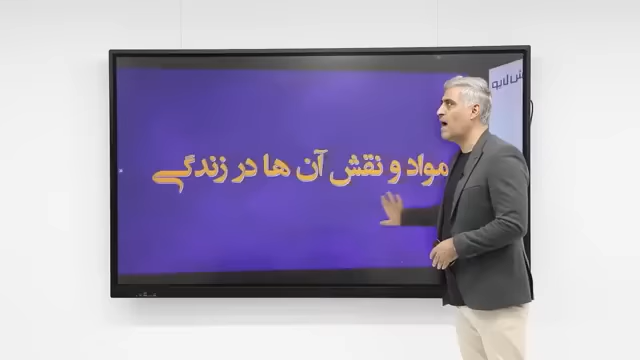 مواد و نقش آن ها در زندگی